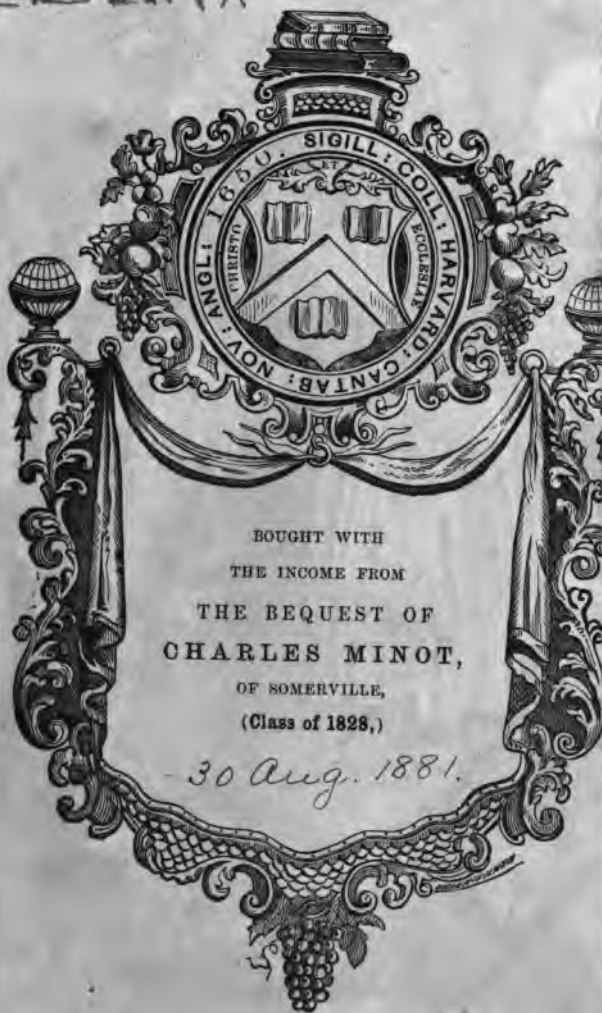 SIGILL: COLL: HARVARD: CANTAB: NOV: ANGL: 1650.
ET
CHRISTO
ECCLESIAE
BOUGHT WITH
THE INCOME FROM
THE BEQUEST OF
CHARLES MINOT,
OF SOMERVILLE,
(Class of 1828,)
30 Aug. 1881.